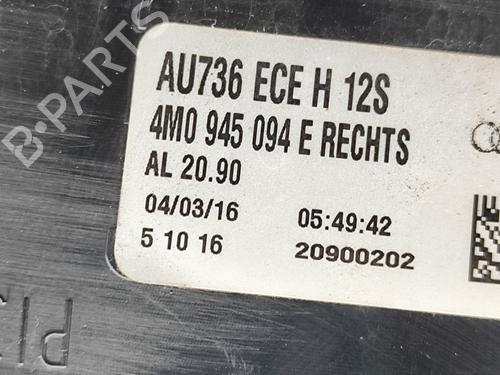 AU736 ECE H 12S
4M0 945 094 E RECHTS
AL 20.90
04/03/16 05:49:42
5 10 16 20900202
B-PARTS